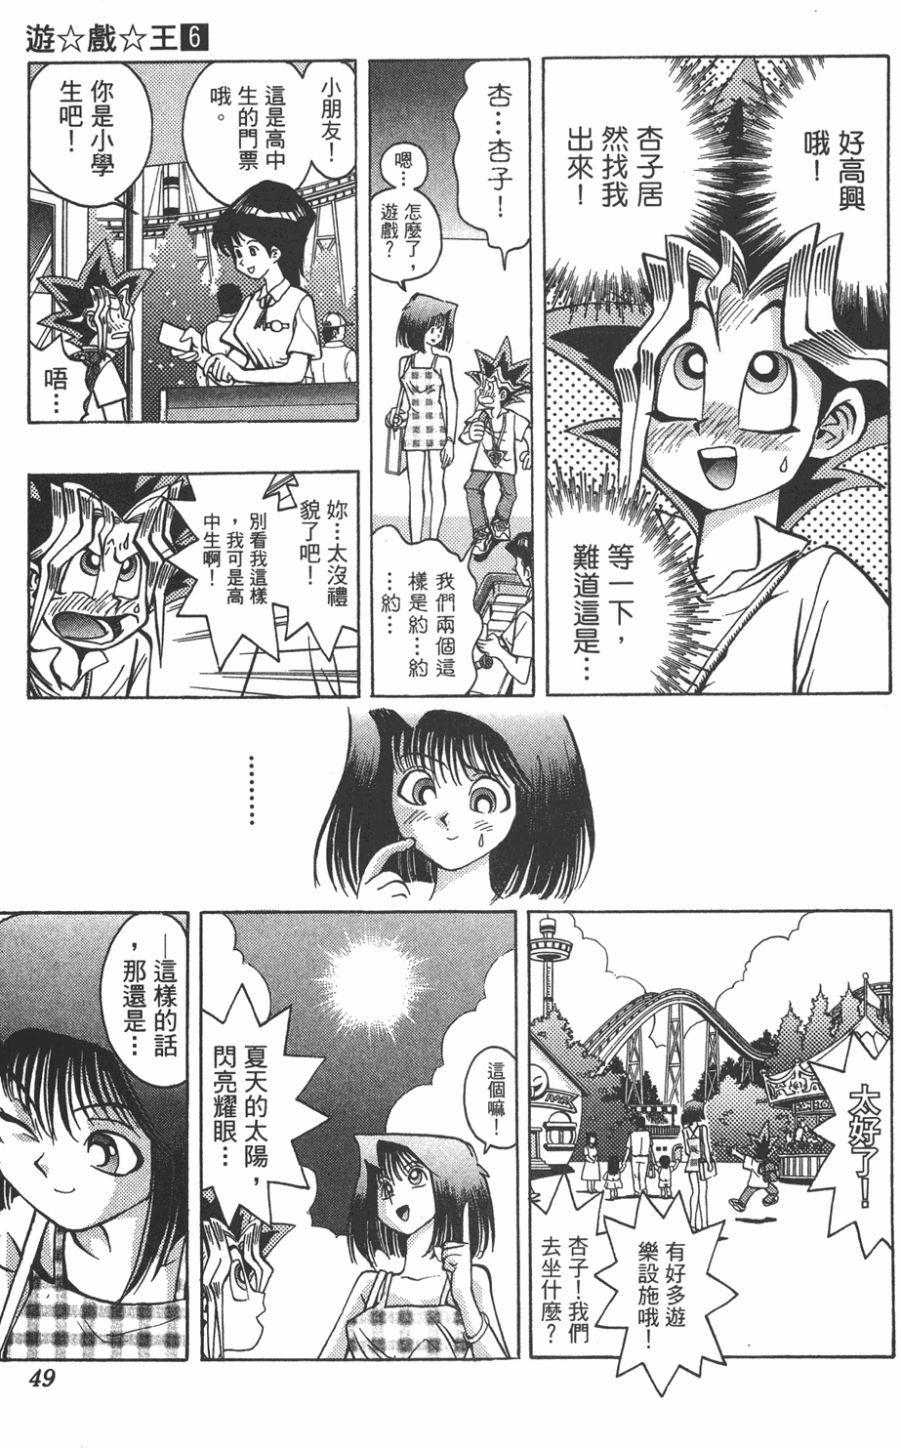 遊☆戲☆王6
好高興
哦！
杏子居
然找我
出來！
等一下，
難道這是…
杏…杏子！
嗯…
怎麼了，
遊戲？
我們兩個這
樣是約…約
…約…
小朋友！
這是高中
生的門票
哦。
你是小學
生吧！
唔…
妳…太沒禮
貌了吧！
別看我這樣
，我可是高
中生啊！
………
太好了！
有好多遊
樂設施哦！
杏子！我們
去坐什麼？
這個嘛！
夏天的太陽，
閃亮耀眼…
──這樣的話
，那還是…
49